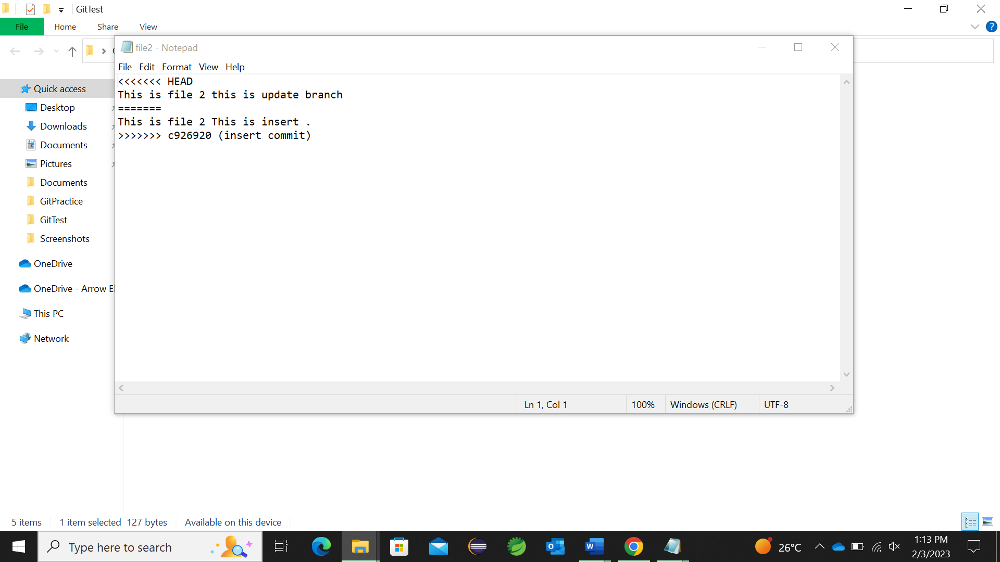 GitTest
File Home Share View
file2 - Notepad
File Edit Format View Help
<<<<<<< HEAD
This is file 2 this is update branch
=======
This is file 2 This is insert .
>>>>>>> c926920 (insert commit)
Quick access
Desktop
Downloads
Documents
Pictures
Documents
GitPractice
GitTest
Screenshots
OneDrive
OneDrive - Arrow E
This PC
Network
Ln 1, Col 1 100% Windows (CRLF) UTF-8
5 items 1 item selected 127 bytes Available on this device
Type here to search
26°C
1:13 PM
2/3/2023